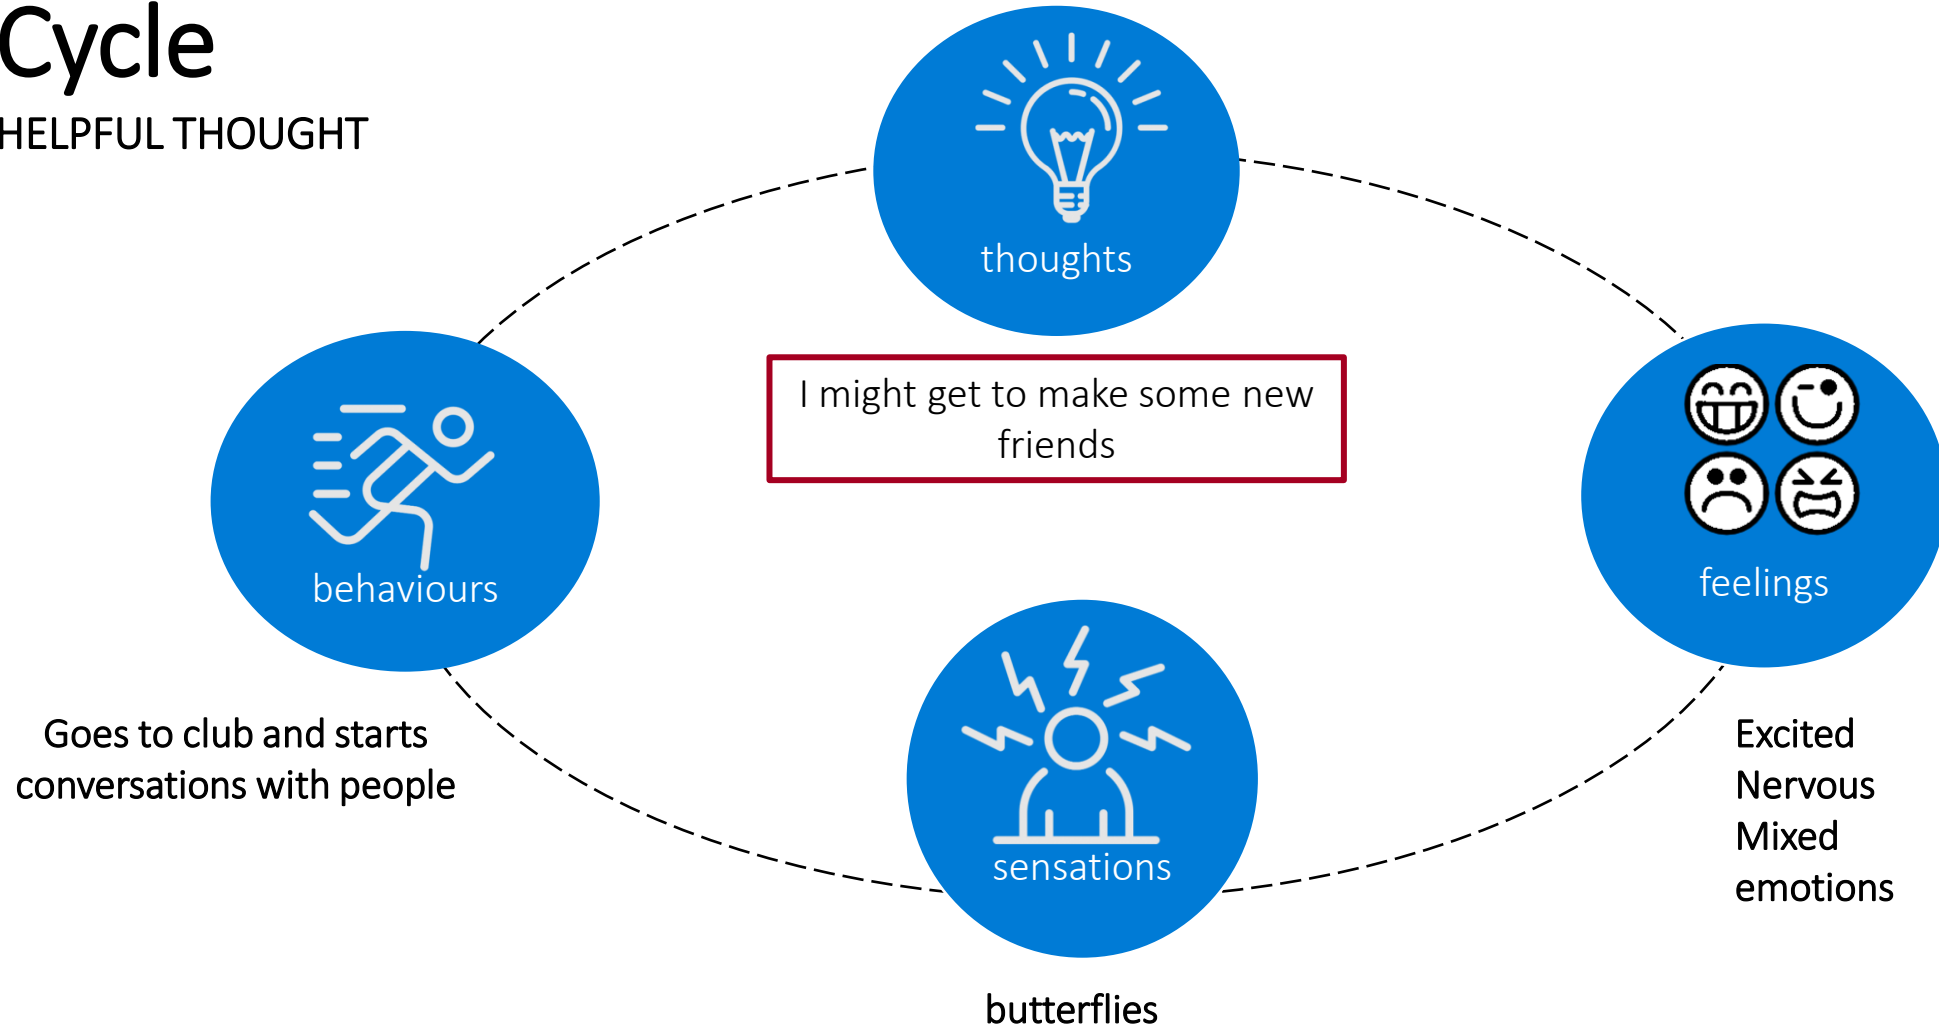 Cycle
HELPFUL THOUGHT
thoughts
I might get to make some new
friends
behaviours
feelings
Goes to club and starts
conversations with people
sensations
Excited
Nervous
Mixed
emotions
butterflies